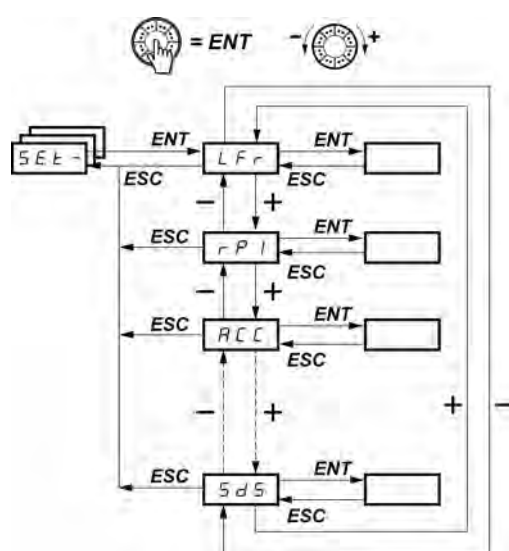 = ENT - +
ENT
SEt- LFr ENT
ESC ESC
- +
ESC rPI ENT
ESC
- +
ESC ACC ENT
ESC
- + + -
ESC SdS ENT
ESC